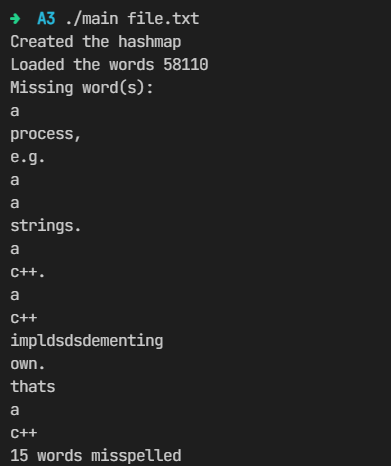 ➜ A3 ./main file.txt
Created the hashmap
Loaded the words 58110
Missing word(s):
a
process,
e.g.
a
a
strings.
a
c++.
a
c++
impldsdsdementing
own.
thats
a
c++
15 words misspelled